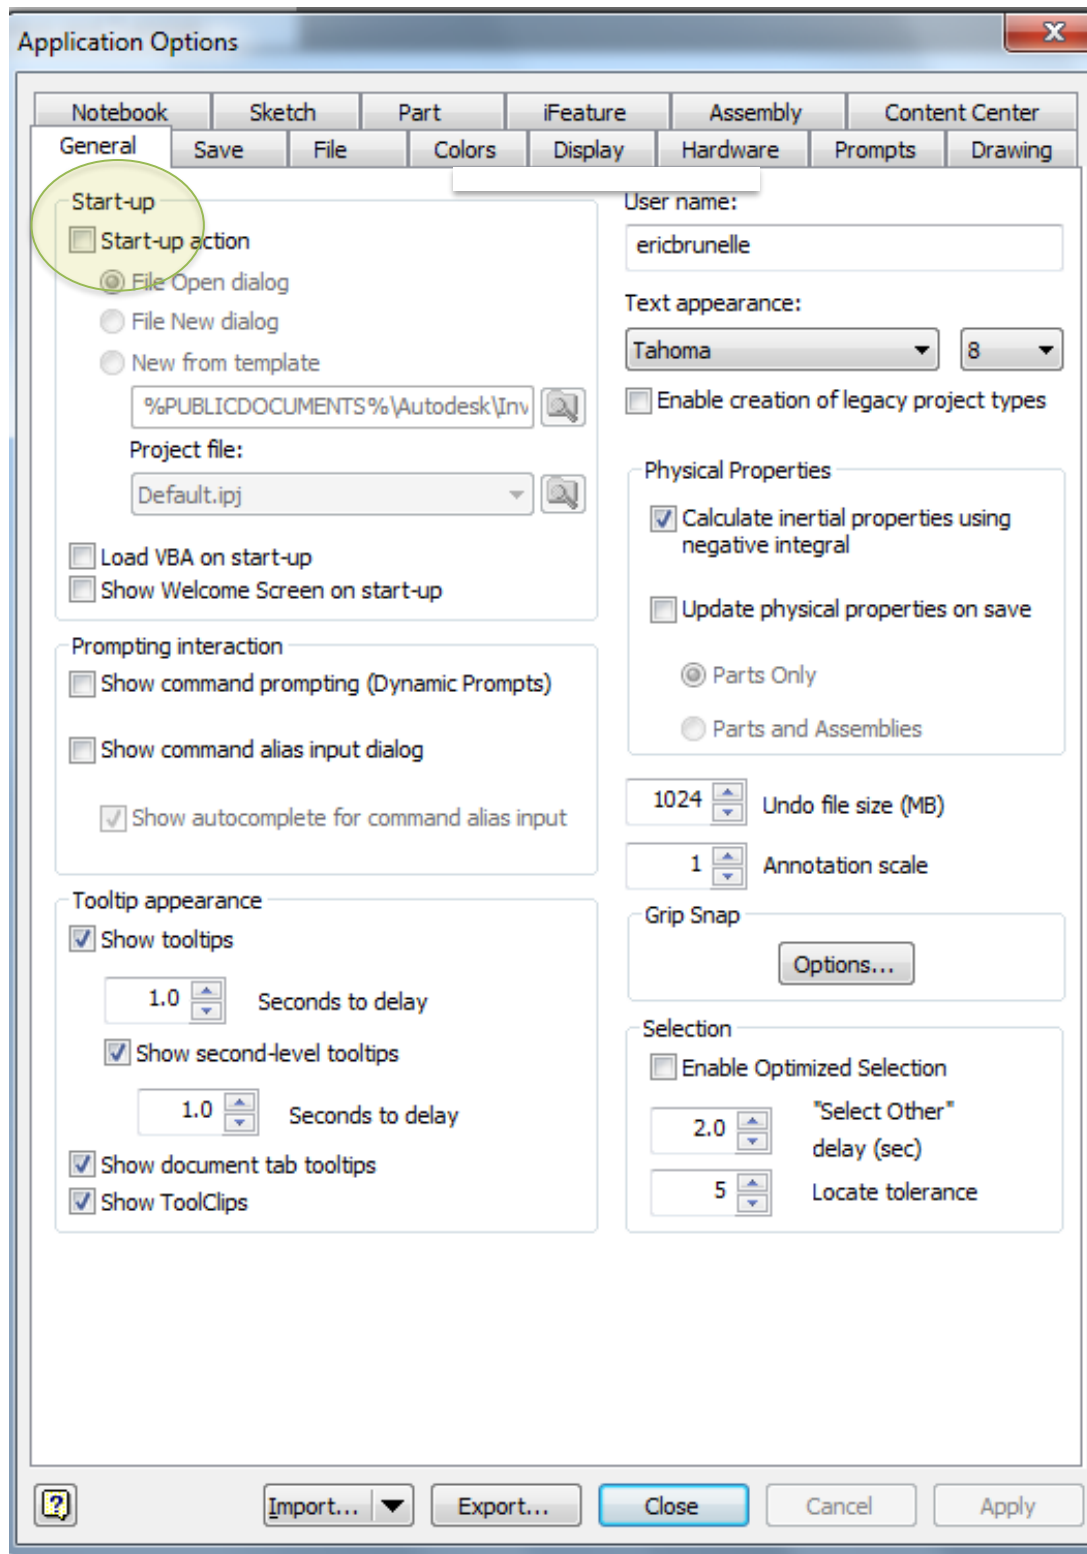 Application Options
Notebook Sketch Part iFeature Assembly Content Center
General Save File Colors Display Hardware Prompts Drawing
Start-up
Start-up action
File Open dialog
File New dialog
New from template
%PUBLICDOCUMENTS%\Autodesk\Inv
Project file:
Default.ipj
Load VBA on start-up
Show Welcome Screen on start-up
Prompting interaction
Show command prompting (Dynamic Prompts)
Show command alias input dialog
Show autocomplete for command alias input
Tooltip appearance
Show tooltips
1.0 Seconds to delay
Show second-level tooltips
1.0 Seconds to delay
Show document tab tooltips
Show ToolClips
User name:
ericbrunelle
Text appearance:
Tahoma 8
Enable creation of legacy project types
Physical Properties
Calculate inertial properties using
negative integral
Update physical properties on save
Parts Only
Parts and Assemblies
1024 Undo file size (MB)
1 Annotation scale
Grip Snap
Options...
Selection
Enable Optimized Selection
2.0 "Select Other"
delay (sec)
5 Locate tolerance
Import... Export... Close Cancel Apply